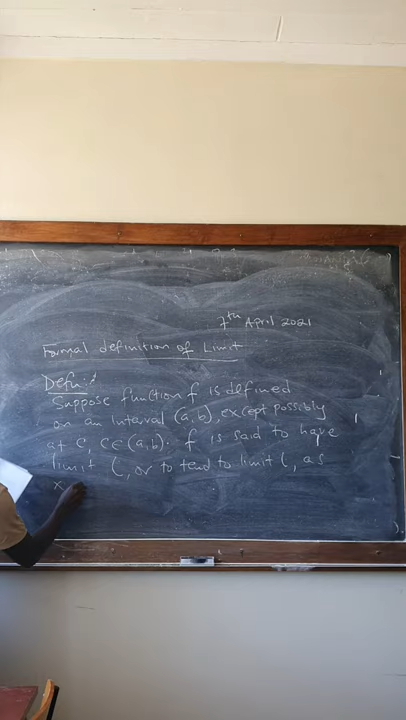 7th April 2021
Formal definition of Limit
Defn:
Suppose function f is defined
on an interval (a, b), except possibly
at C, C∈(a, b). f is said to have
limit l, or to tend to limit l, as
x